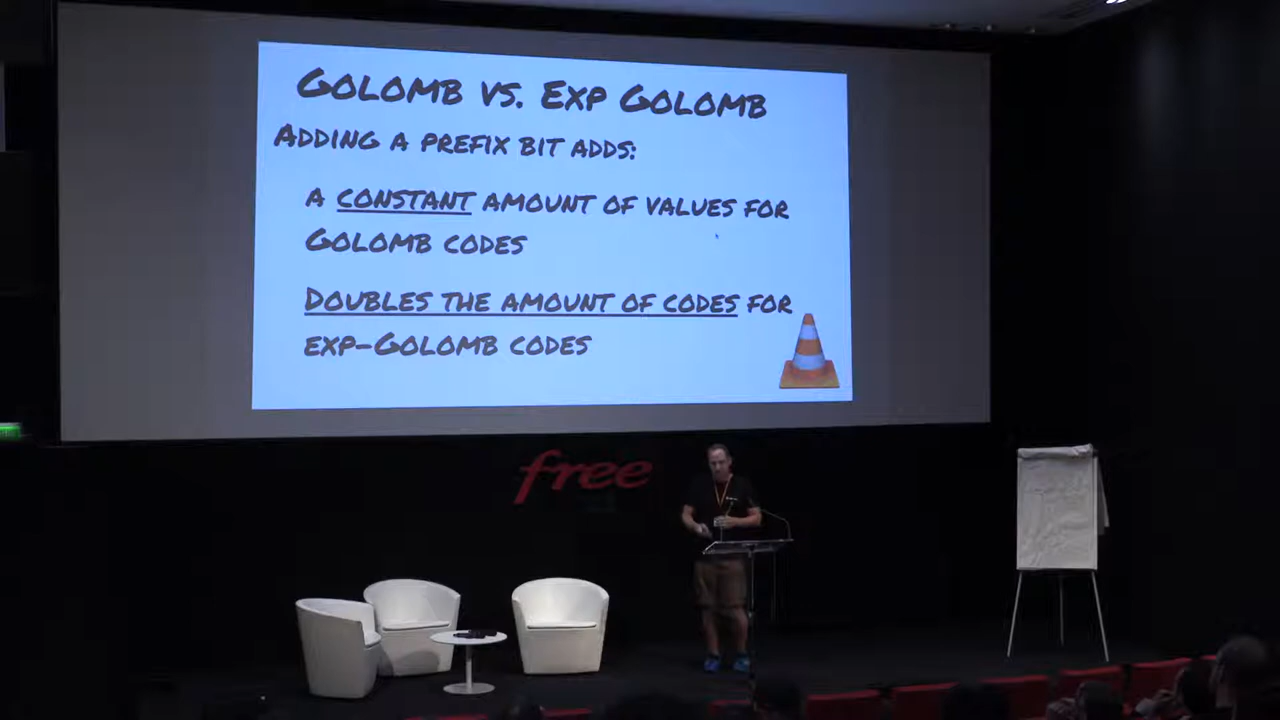 Golomb vs. Exp Golomb
Adding a prefix bit adds:
a constant amount of values for
Golomb codes
Doubles the amount of codes for
exp-Golomb codes
free